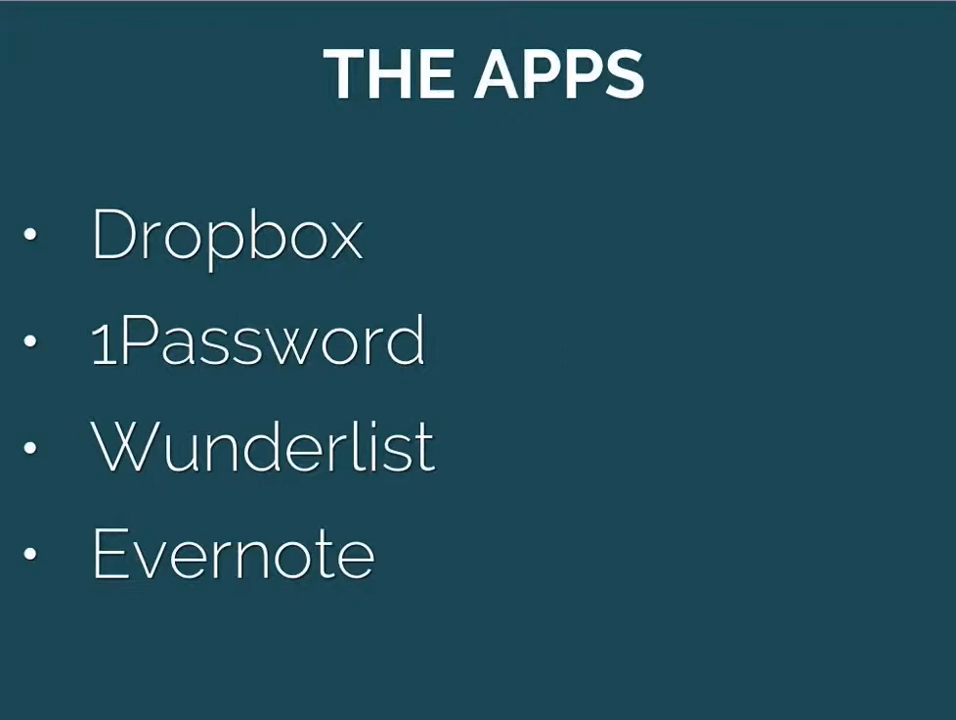 THE APPS
• Dropbox
• 1Password
• Wunderlist
• Evernote